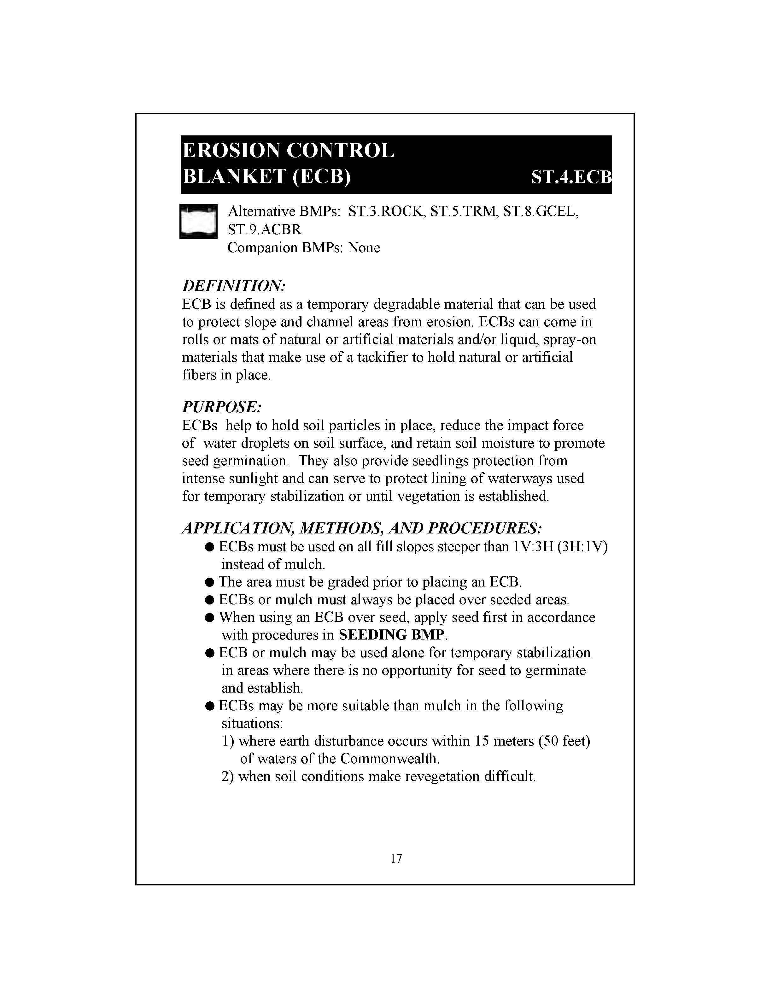 EROSION CONTROL
BLANKET (ECB) ST.4.ECB
Alternative BMPs:  ST.3.ROCK, ST.5.TRM, ST.8.GCEL,
ST.9.ACBR
Companion BMPs: None
DEFINITION:
ECB is defined as a temporary degradable material that can be used
to protect slope and channel areas from erosion. ECBs can come in
rolls or mats of natural or artificial materials and/or liquid, spray-on
materials that make use of a tackifier to hold natural or artificial
fibers in place.
PURPOSE:
ECBs  help to hold soil particles in place, reduce the impact force
of  water droplets on soil surface, and retain soil moisture to promote
seed germination.  They also provide seedlings protection from
intense sunlight and can serve to protect lining of waterways used
for temporary stabilization or until vegetation is established.
APPLICATION, METHODS, AND PROCEDURES:
● ECBs must be used on all fill slopes steeper than 1V:3H (3H:1V)
instead of mulch.
● The area must be graded prior to placing an ECB.
● ECBs or mulch must always be placed over seeded areas.
● When using an ECB over seed, apply seed first in accordance
with procedures in SEEDING BMP.
● ECB or mulch may be used alone for temporary stabilization
in areas where there is no opportunity for seed to germinate
and establish.
● ECBs may be more suitable than mulch in the following
situations:
1) where earth disturbance occurs within 15 meters (50 feet)
of waters of the Commonwealth.
2) when soil conditions make revegetation difficult.
17